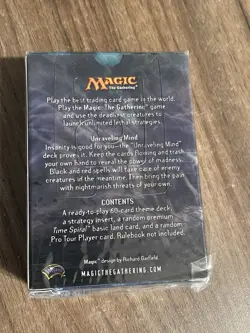 MAGIC
The Gathering
Play the best trading card game is the world.
Play the Magic: The Gathering® game
and use the deadliest creatures to
launch unlimited lethal strategies.
Unraveling Mind
Insanity is good for you—the "Unraveling Mind"
deck proves it. Keep the cards flowing and trash
your own hand to reveal the power of madness.
Black and red spells will take care of enemy
creatures in the meantime. Then bring the pain
with nightmarish threats of your own.
CONTENTS
A ready-to-play 60-card theme deck,
a strategy insert, a random premium
Time Spiral™ basic land card, and a random
Pro Tour Player card. Rulebook not included.
Magic® design by Richard Garfield
MAGICTHEGATHERING.COM